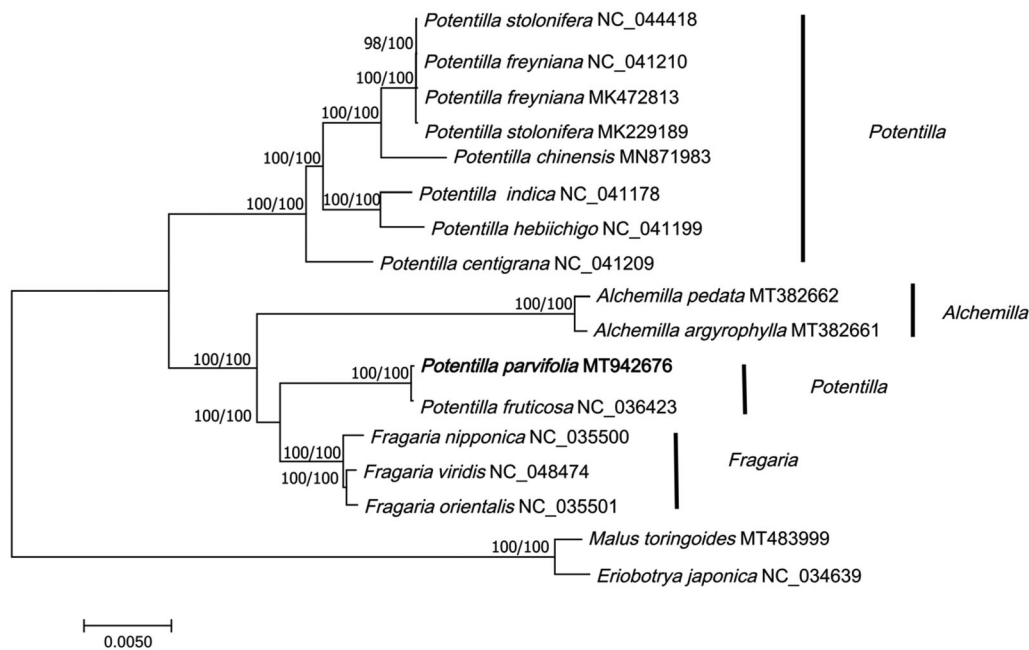 Potentilla stolonifera NC_044418
98/100
Potentilla freyniana NC_041210
100/100
Potentilla freyniana MK472813
100/100
Potentilla stolonifera MK229189
Potentilla
100/100
Potentilla chinensis MN871983
100/100
Potentilla indica NC_041178
100/100
Potentilla hebiichigo NC_041199
Potentilla centigrana NC_041209
100/100
Alchemilla pedata MT382662
Alchemilla
Alchemilla argyrophylla MT382661
100/100
100/100
Potentilla parvifolia MT942676
Potentilla
Potentilla fruticosa NC_036423
100/100
Fragaria nipponica NC_035500
100/100
Fragaria
Fragaria viridis NC_048474
100/100
Fragaria orientalis NC_035501
Malus toringoides MT483999
100/100
Eriobotrya japonica NC_034639
0.0050